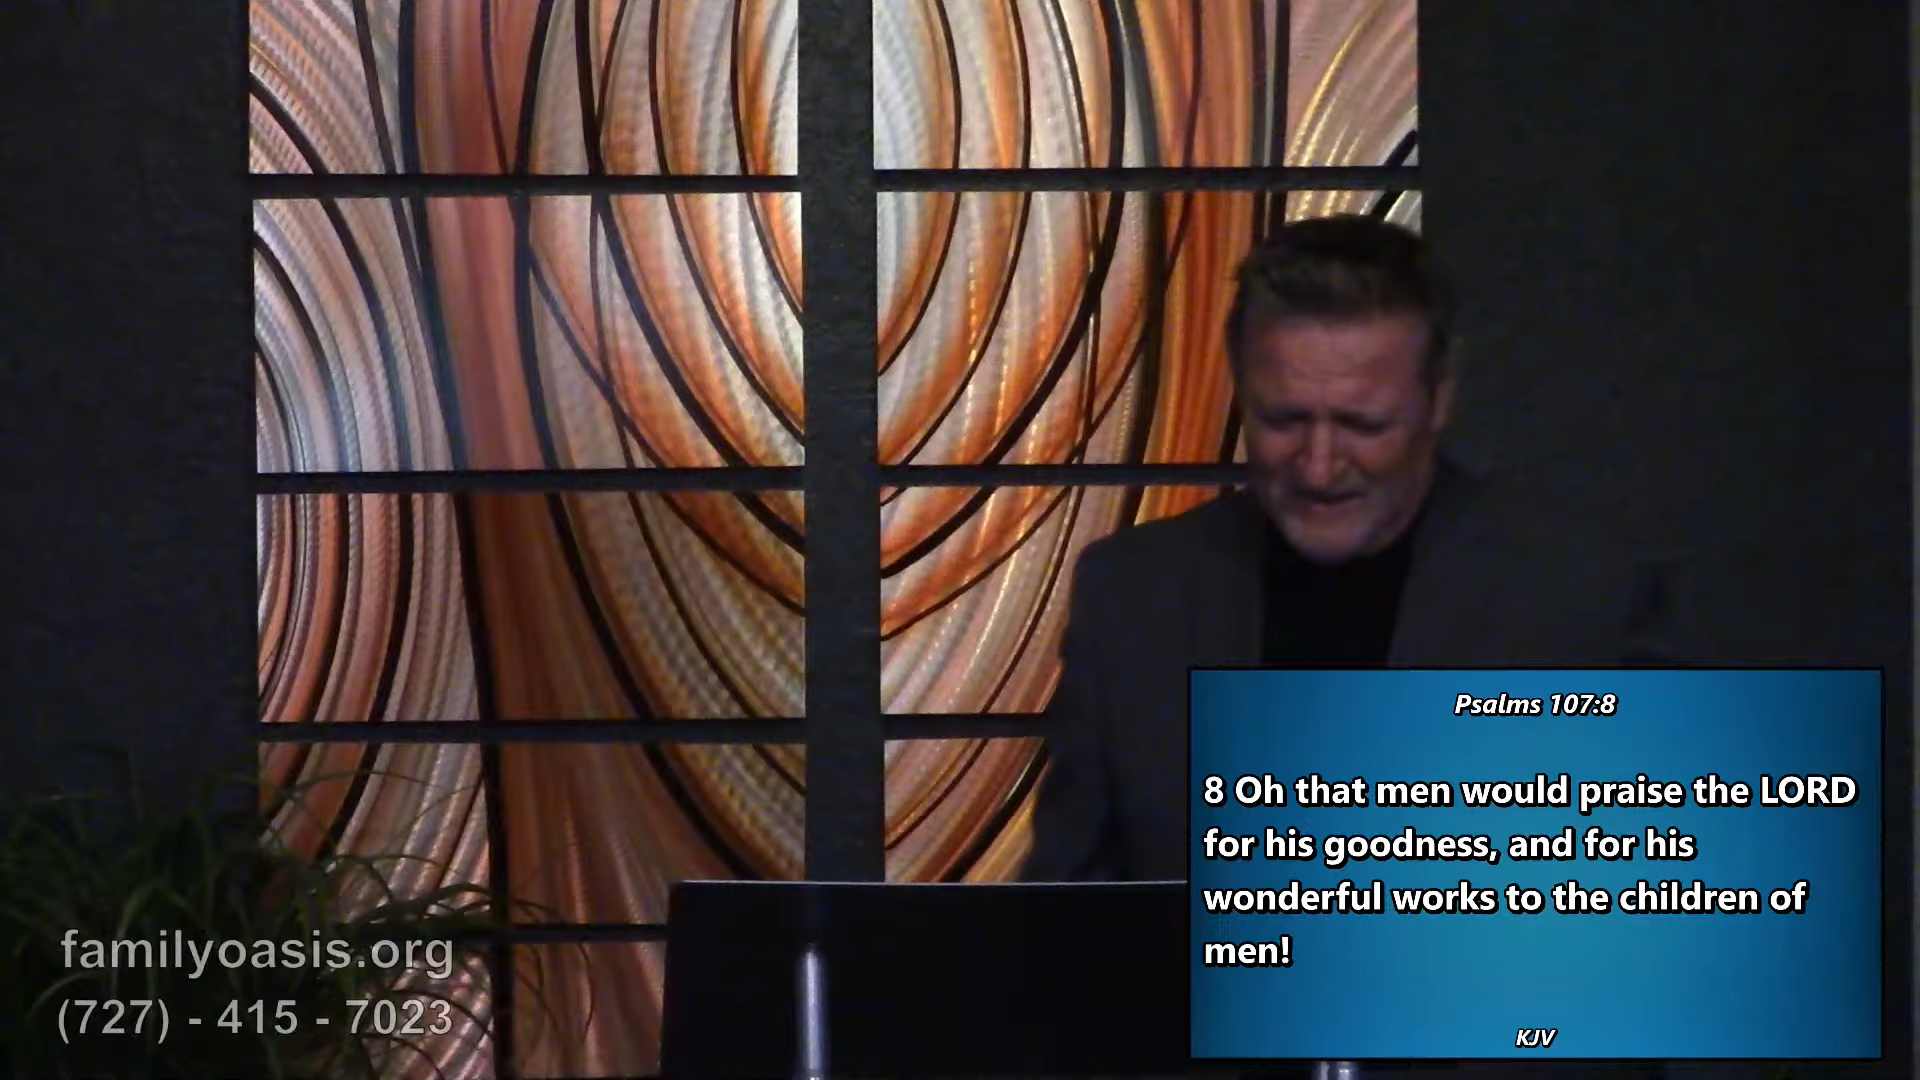 familyoasis.org
(727) - 415 - 7023
Psalms 107:8
8 Oh that men would praise the LORD
for his goodness, and for his
wonderful works to the children of
men!
KJV